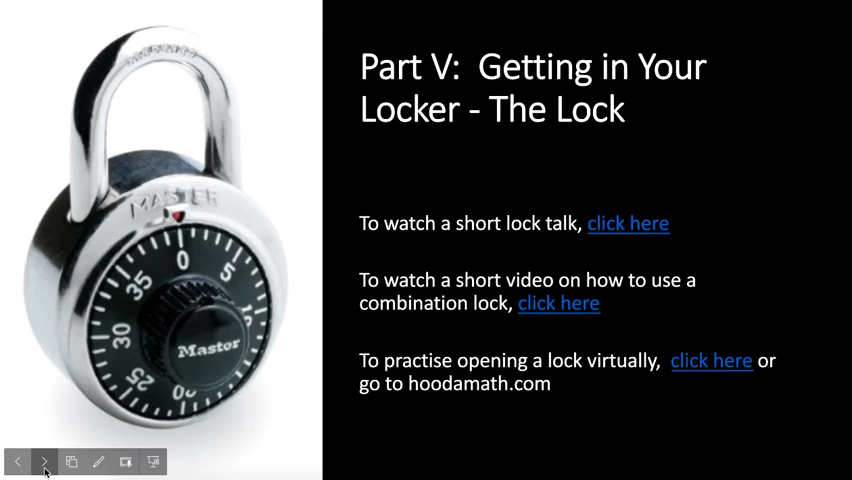 Part V:  Getting in Your
Locker - The Lock
To watch a short lock talk, click here
To watch a short video on how to use a
combination lock, click here
To practise opening a lock virtually,  click here or
go to hoodamath.com
MASTER
0
5
10
20
25
30
35
Master